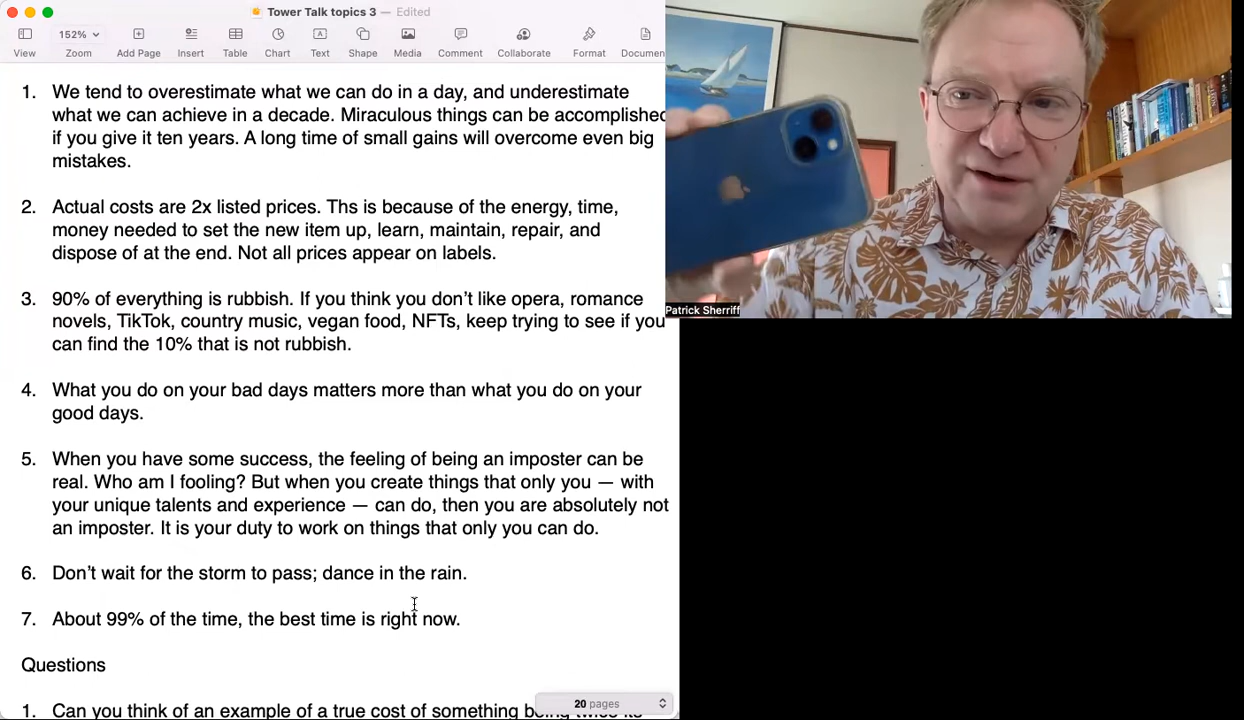 Tower Talk topics 3 — Edited
152%
View
Zoom
Add Page
Insert
Table
Chart
Text
Shape
Media
Comment
Collaborate
Format
Documen
1. We tend to overestimate what we can do in a day, and underestimate
what we can achieve in a decade. Miraculous things can be accomplished
if you give it ten years. A long time of small gains will overcome even big
mistakes.
2. Actual costs are 2x listed prices. Ths is because of the energy, time,
money needed to set the new item up, learn, maintain, repair, and
dispose of at the end. Not all prices appear on labels.
3. 90% of everything is rubbish. If you think you don’t like opera, romance
novels, TikTok, country music, vegan food, NFTs, keep trying to see if you
can find the 10% that is not rubbish.
4. What you do on your bad days matters more than what you do on your
good days.
5. When you have some success, the feeling of being an imposter can be
real. Who am I fooling? But when you create things that only you — with
your unique talents and experience — can do, then you are absolutely not
an imposter. It is your duty to work on things that only you can do.
6. Don’t wait for the storm to pass; dance in the rain.
7. About 99% of the time, the best time is right now.
Questions
1. Can you think of an example of a true cost of something being twice its
20 pages
Patrick Sherriff